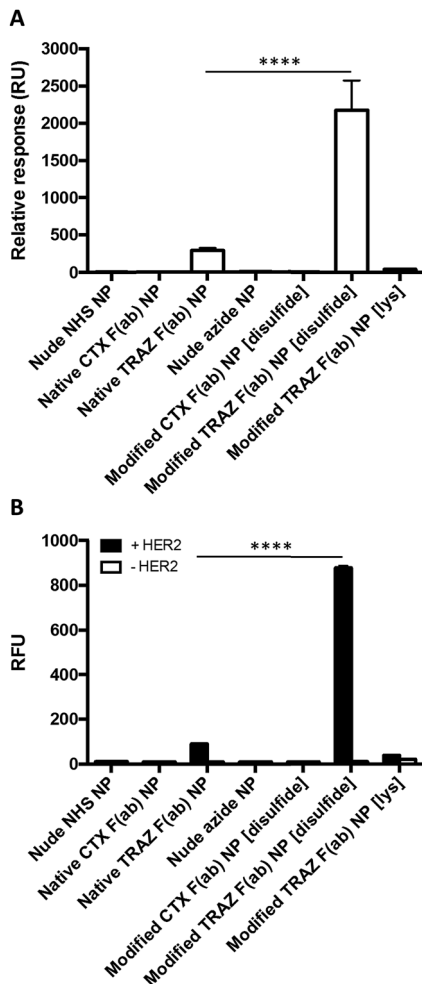 A
****
Relative response (RU)
3000
2500
2000
1500
1000
500
0
Nude NHS NP
Native CTX F(ab) NP
Native TRAZ F(ab) NP
Nude azide NP
Modified CTX F(ab) NP [disulfide]
Modified TRAZ F(ab) NP [disulfide]
Modified TRAZ F(ab) NP [lys]
B
+ HER2
- HER2
****
RFU
1000
800
600
400
200
0
Nude NHS NP
Native CTX F(ab) NP
Native TRAZ F(ab) NP
Nude azide NP
Modified CTX F(ab) NP [disulfide]
Modified TRAZ F(ab) NP [disulfide]
Modified TRAZ F(ab) NP [lys]